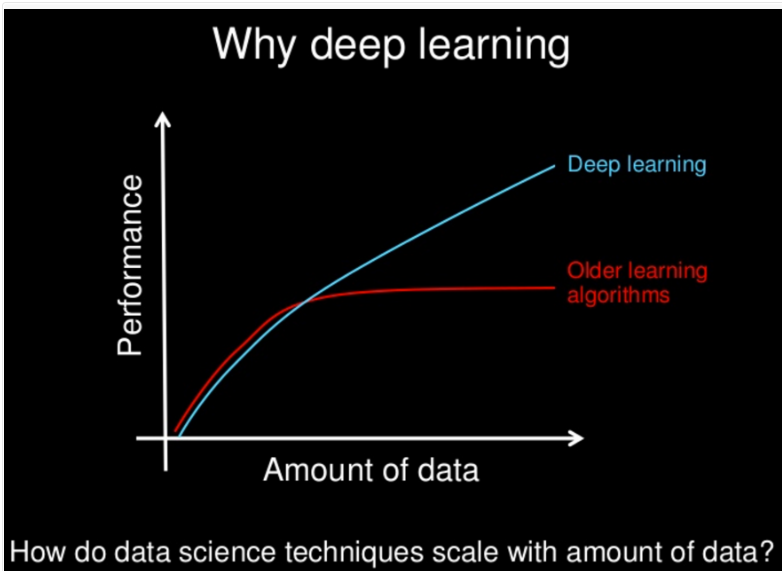 Why deep learning
Performance
Deep learning
Older learning
algorithms
Amount of data
How do data science techniques scale with amount of data?